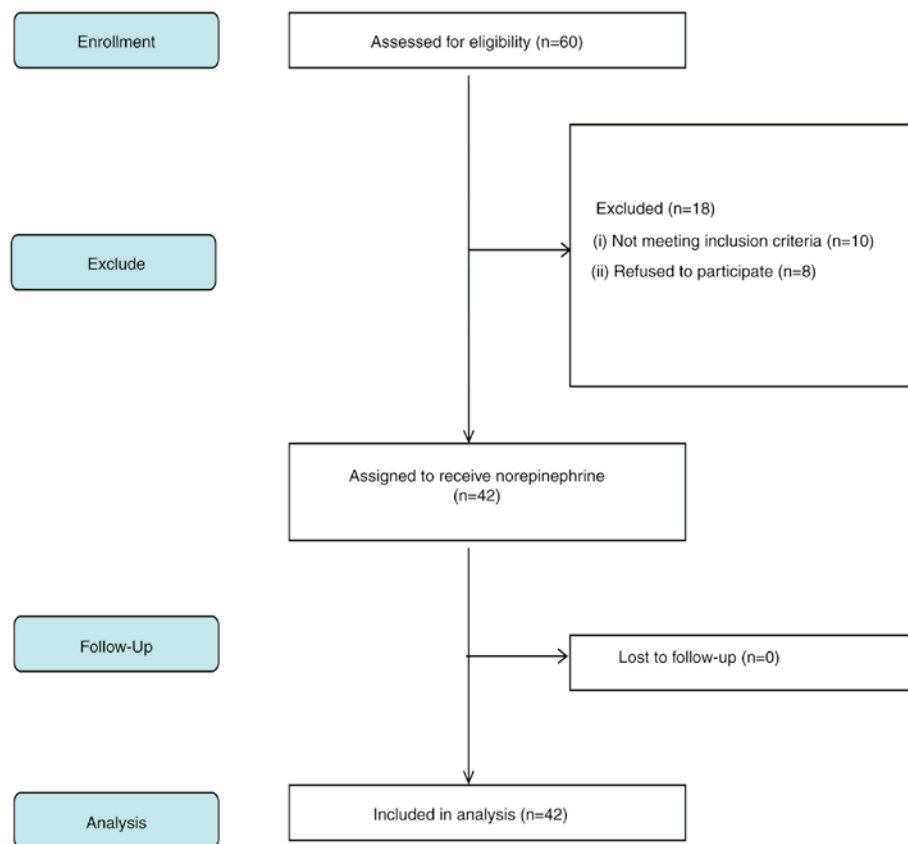 Enrollment
Assessed for eligibility (n=60)
Exclude
Excluded (n=18)
(i) Not meeting inclusion criteria (n=10)
(ii) Refused to participate (n=8)
Assigned to receive norepinephrine
(n=42)
Follow-Up
Lost to follow-up (n=0)
Analysis
Included in analysis (n=42)